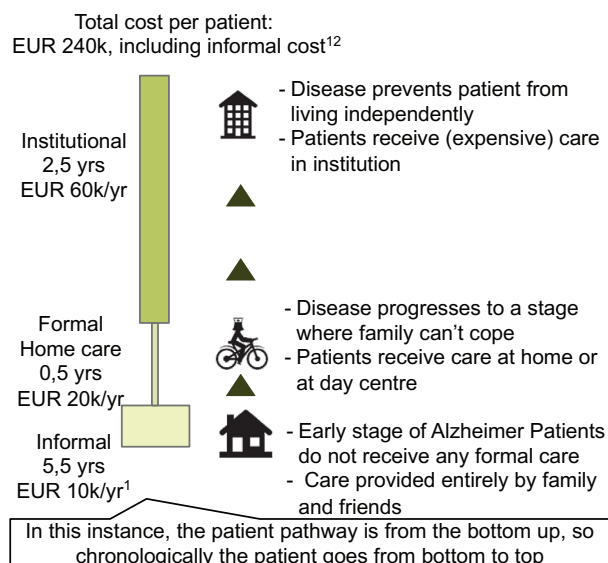 Total cost per patient:
EUR 240k, including informal cost¹²
Institutional
2,5 yrs
EUR 60k/yr
- Disease prevents patient from
living independently
- Patients receive (expensive) care
in institution
Formal
Home care
0,5 yrs
EUR 20k/yr
- Disease progresses to a stage
where family can’t cope
- Patients receive care at home or
at day centre
Informal
5,5 yrs
EUR 10k/yr¹
- Early stage of Alzheimer Patients
do not receive any formal care
- Care provided entirely by family
and friends
In this instance, the patient pathway is from the bottom up, so
chronologically the patient goes from bottom to top